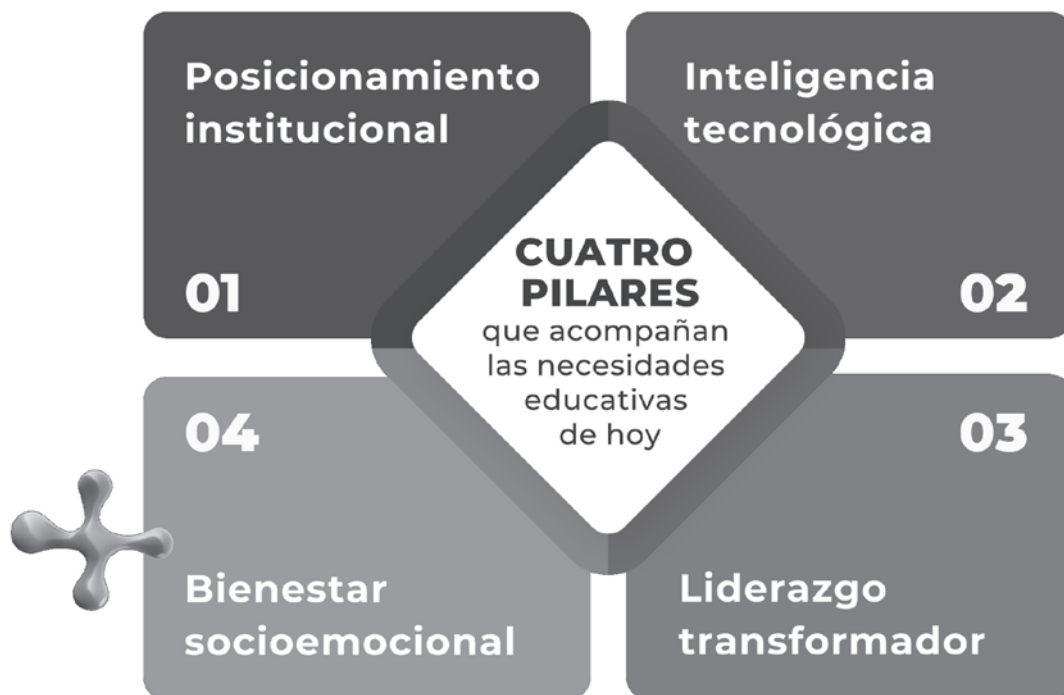 Posicionamiento
institucional
01
Inteligencia
tecnológica
02
CUATRO
PILARES
que acompañan
las necesidades
educativas
de hoy
03
Liderazgo
transformador
04
Bienestar
socioemocional